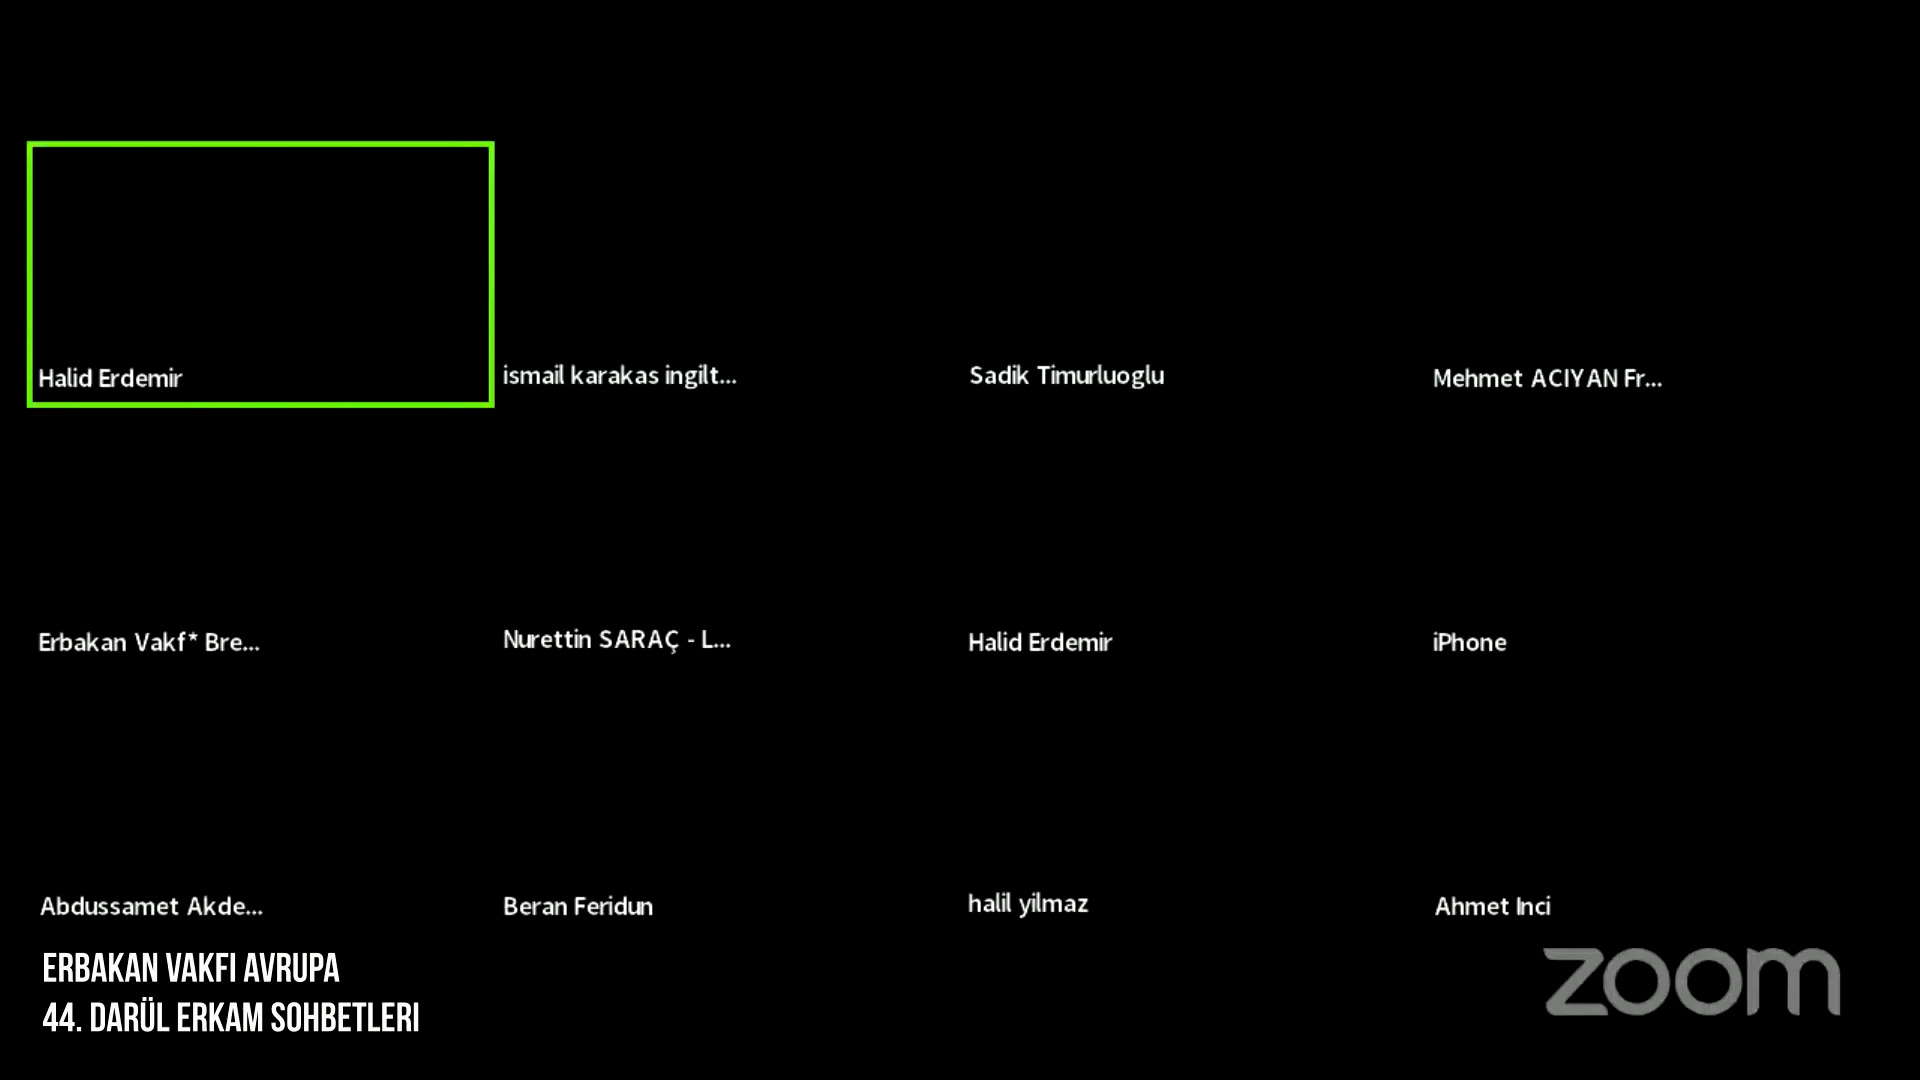 Halid Erdemir
ismail karakas ingilt...
Sadik Timurluoglu
Mehmet ACIYAN Fr...
Erbakan Vakf* Bre...
Nurettin SARAÇ - L...
Halid Erdemir
iPhone
Abdussamet Akde...
Beran Feridun
halil yilmaz
Ahmet Inci
ERBAKAN VAKFI AVRUPA
44. DARÜL ERKAM SOHBETLERI
zoom